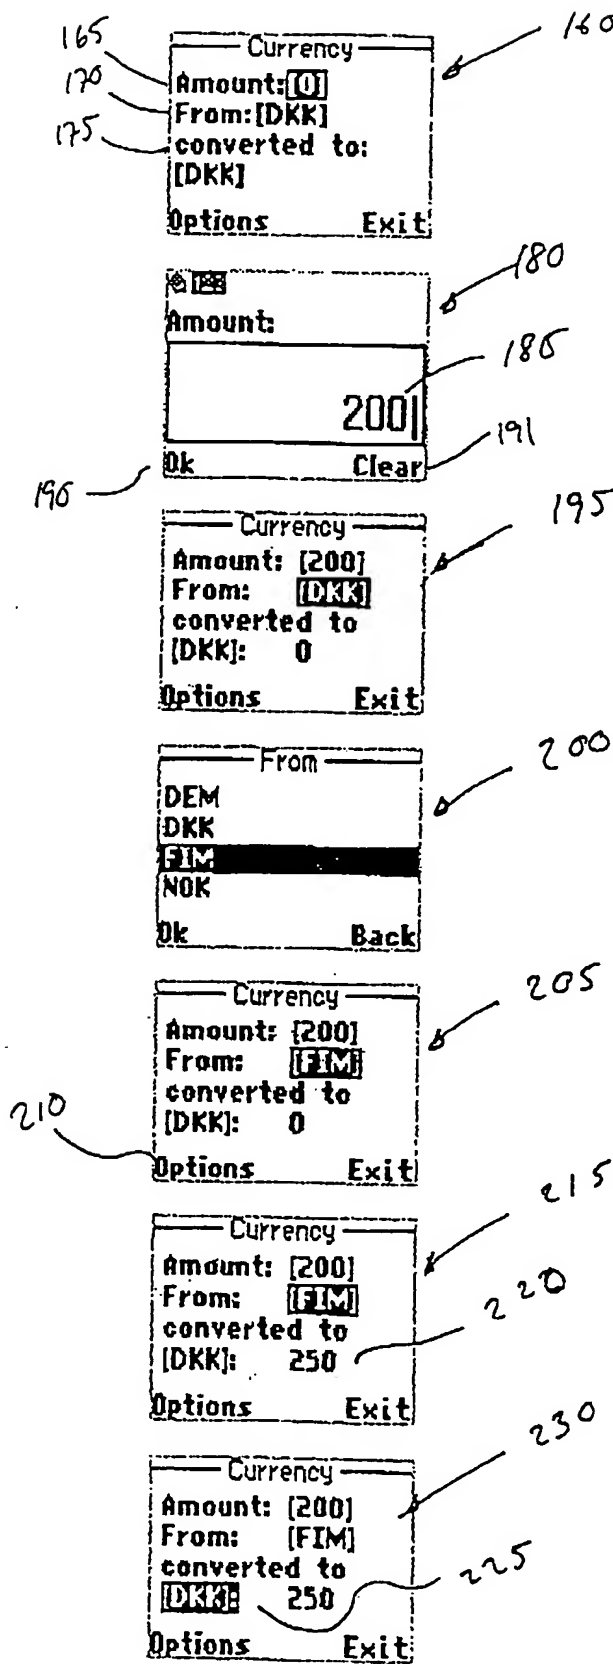 160
Currency
165
Amount:[0]
170
From:[DKK]
175
converted to:
[DKK]
Options Exit
180
Amount:
185
200
191
Ok Clear
190
195
Currency
Amount: [200]
From: [DKK]
converted to
[DKK]: 0
Options Exit
200
From
DEM
DKK
FIM
NOK
Ok Back
205
Currency
Amount: [200]
From: [FIM]
converted to
[DKK]: 0
210
Options Exit
215
Currency
Amount: [200]
220
From: [FIM]
converted to
[DKK]: 250
Options Exit
230
Currency
Amount: [200]
From: [FIM]
converted to
225
[DKK]: 250
Options Exit